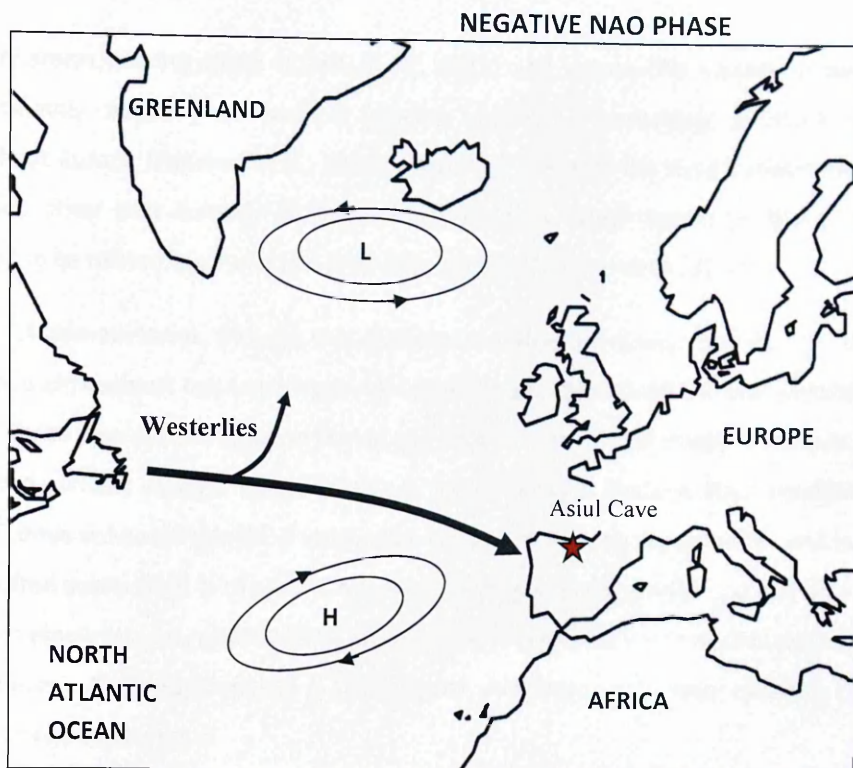 NEGATIVE NAO PHASE
GREENLAND
L
Westerlies
EUROPE
Asiul Cave
H
NORTH
ATLANTIC
OCEAN
AFRICA